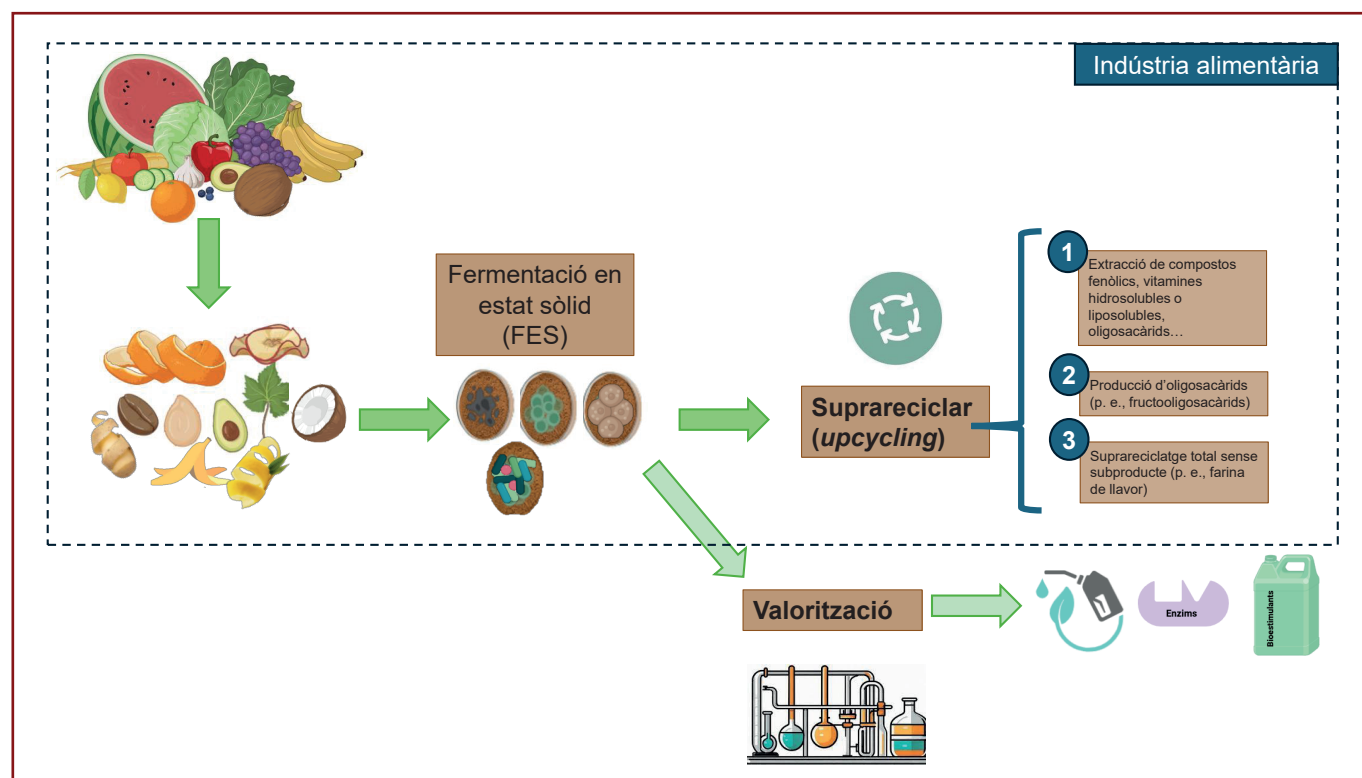 Indústria alimentària
Fermentació en
estat sòlid
(FES)
Suprareciclar
(upcycling)
1
Extracció de compostos
fenòlics, vitamines
hidrosolubles o
liposolubles,
oligosacàrids…
2
Producció d’oligosacàrids
(p. e., fructooligosacàrids)
3
Suprareciclatge total sense
subproducte (p. e., farina
de llavor)
Valorització
Enzims
Bioestimulants